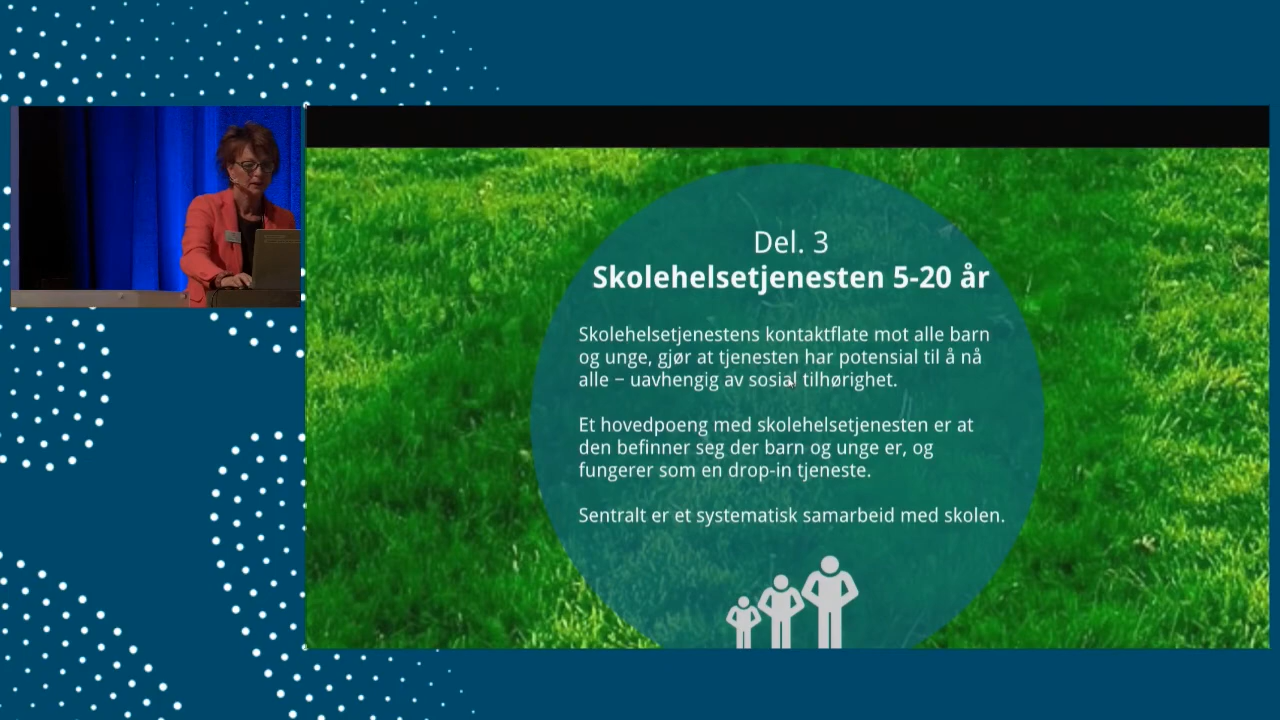 Del. 3
Skolehelsetjenesten 5-20 år
Skolehelsetjenestens kontaktflate mot alle barn
og unge, gjør at tjenesten har potensial til å nå
alle – uavhengig av sosial tilhørighet.
Et hovedpoeng med skolehelsetjenesten er at
den befinner seg der barn og unge er, og
fungerer som en drop-in tjeneste.
Sentralt er et systematisk samarbeid med skolen.